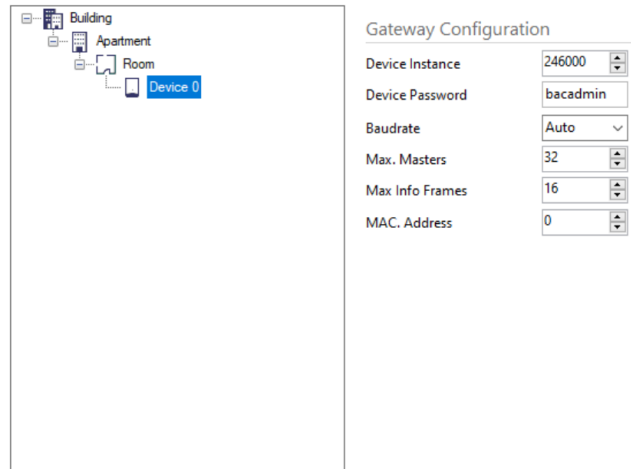 Building
Apartment
Room
Device 0
Gateway Configuration
Device Instance 246000
Device Password bacadmin
Baudrate Auto
Max. Masters 32
Max Info Frames 16
MAC. Address 0